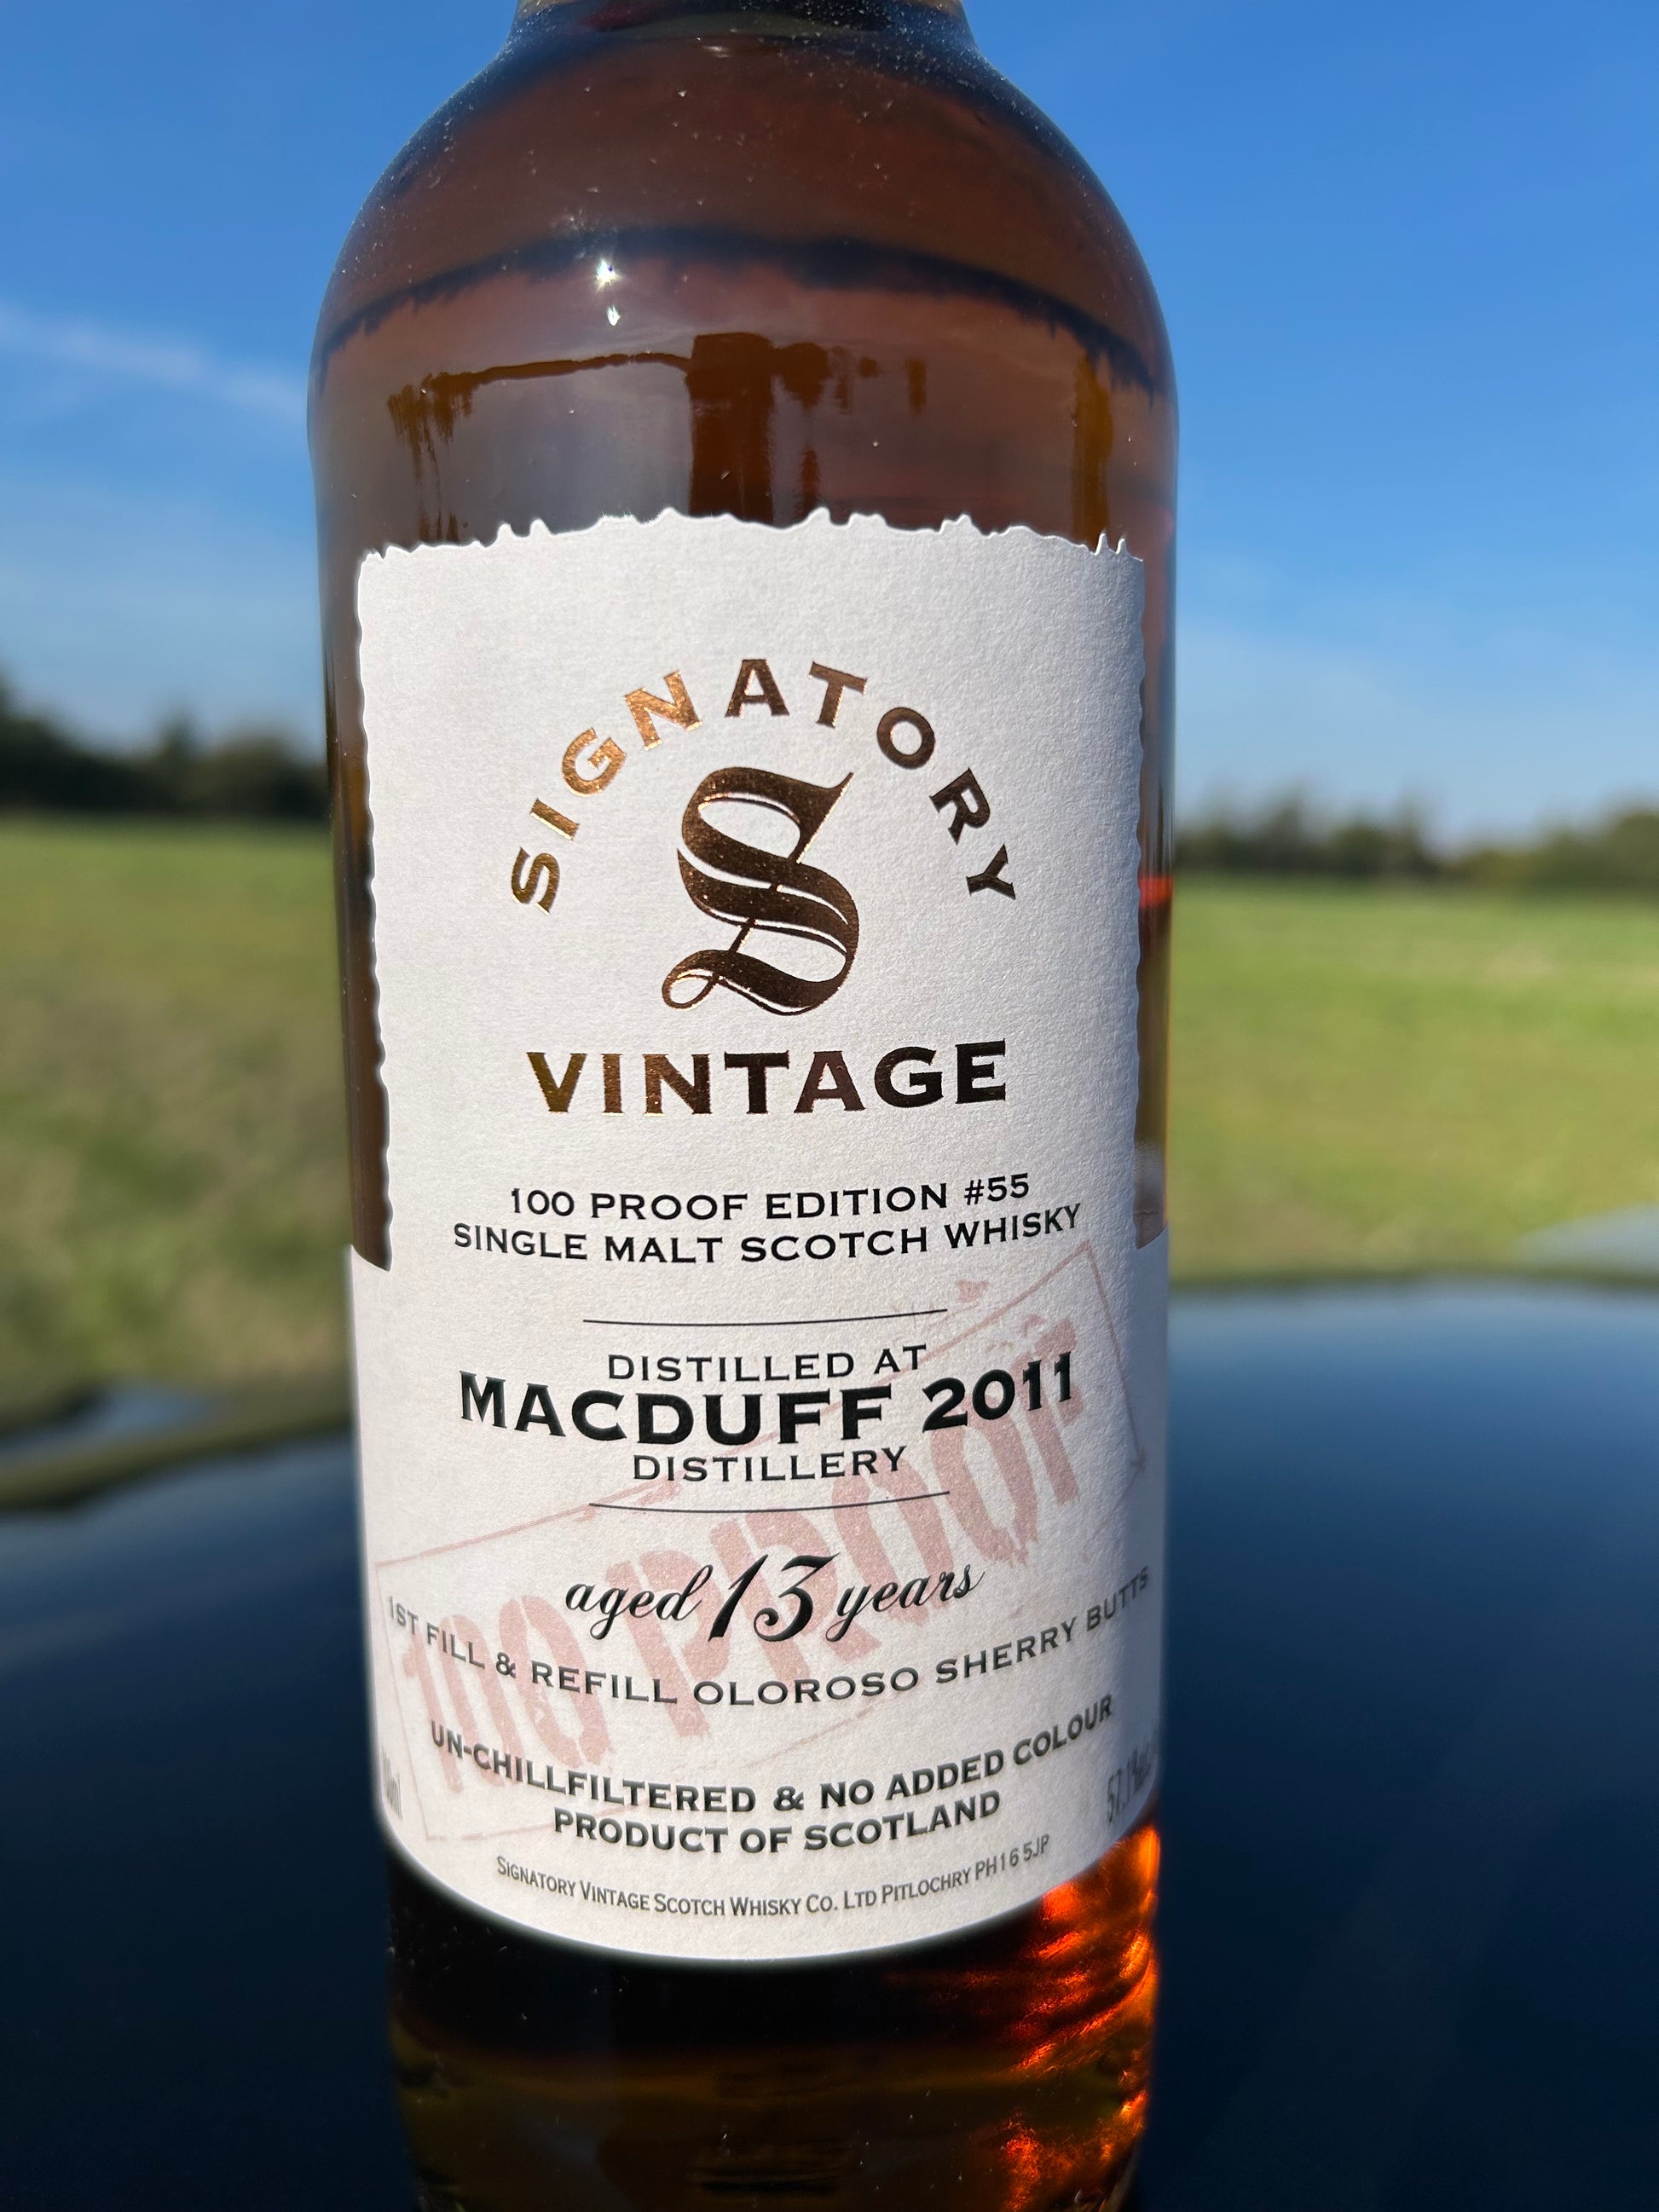 SIGNATORY
S
VINTAGE
100 PROOF EDITION #55
SINGLE MALT SCOTCH WHISKY
DISTILLED AT
MACDUFF 2011
DISTILLERY
100 PROOF
aged 13 years
1ST FILL & REFILL OLOROSO SHERRY BUTTS
UN-CHILLFILTERED & NO ADDED COLOUR
PRODUCT OF SCOTLAND
57.1%
SIGNATORY VINTAGE SCOTCH WHISKY CO. LTD PITLOCHRY PH16 5JP